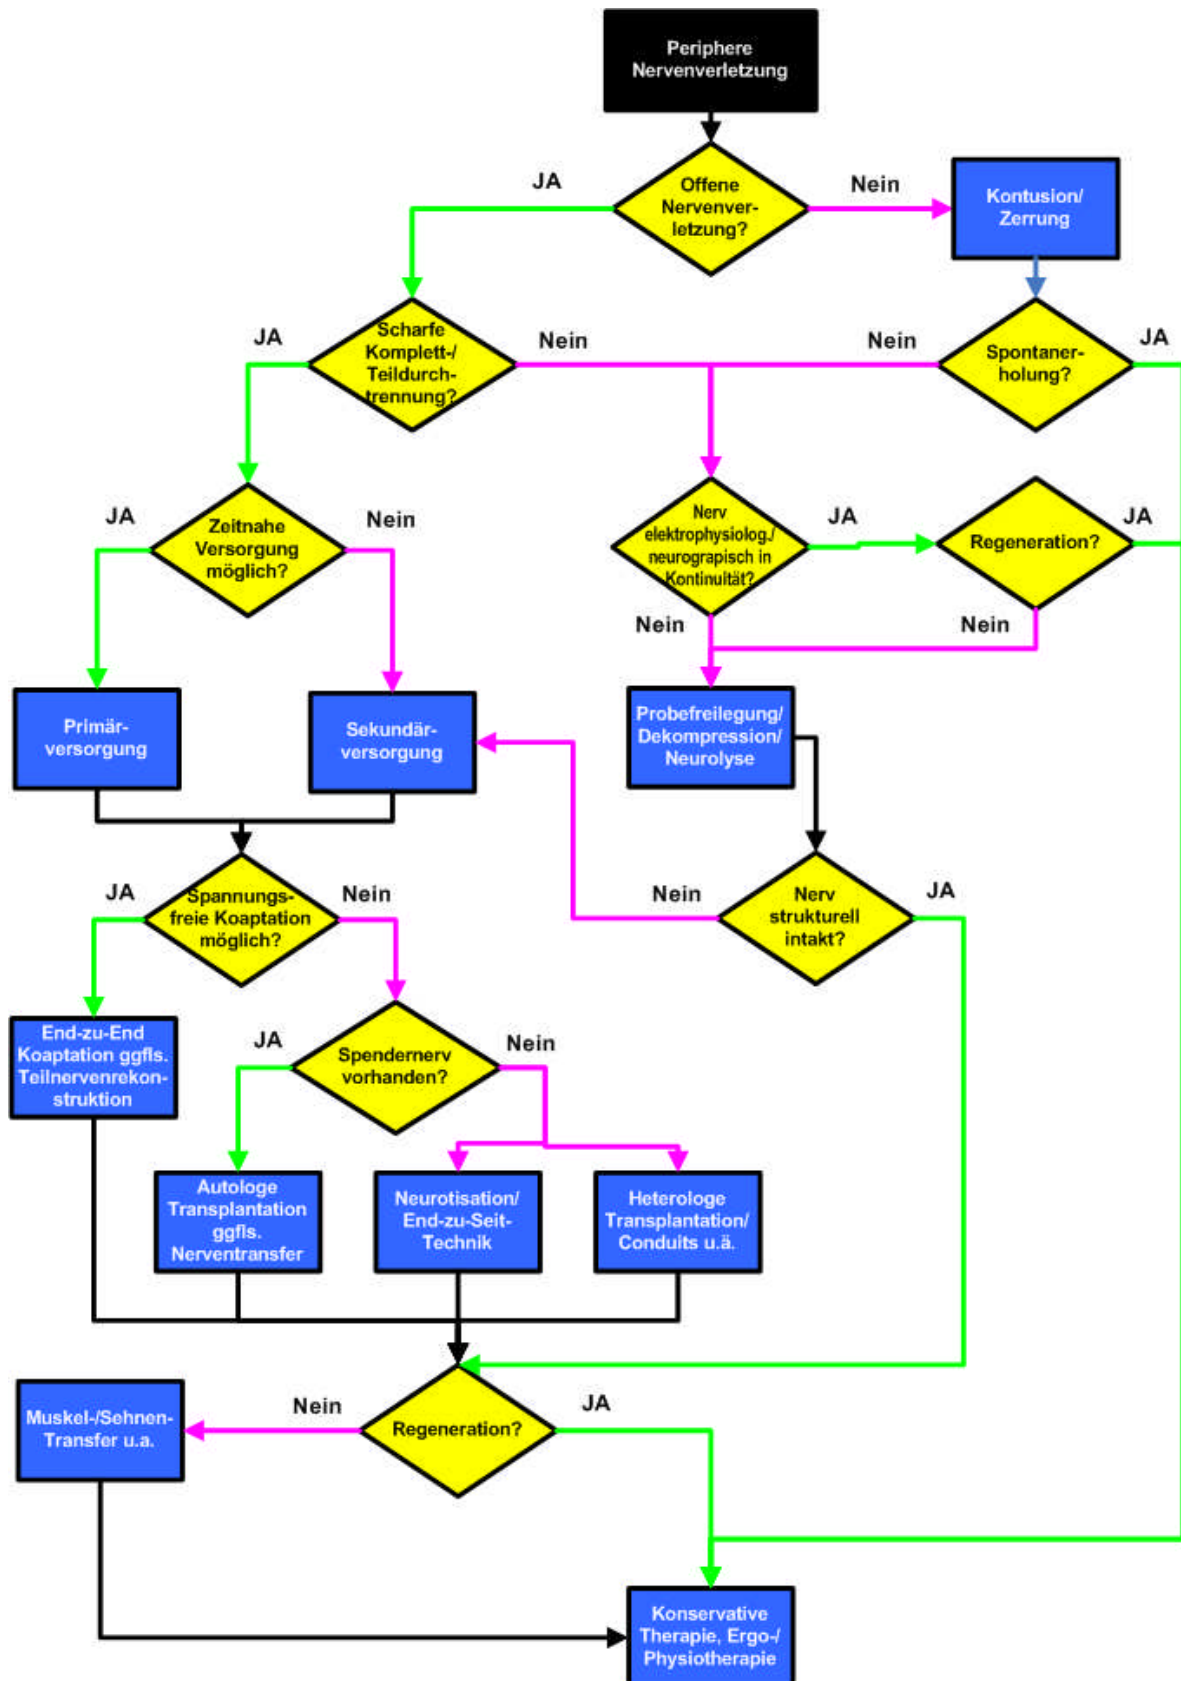 Periphere
Nervenverletzung
JA
Offene
Nervenver-
letzung?
Nein
Kontusion/
Zerrung
JA
Scharfe
Komplett-/
Teildurch-
trennung?
Nein
Nein
Spontaner-
holung?
JA
JA
Zeitnahe
Versorgung
möglich?
Nein
Nerv
elektrophysiolog./
neurograpisch in
Kontinuität?
JA
Regeneration?
JA
Nein
Nein
Primär-
versorgung
Sekundär-
versorgung
Probefreilegung/
Dekompression/
Neurolyse
JA
Spannungs-
freie Koaptation
möglich?
Nein
Nein
Nerv
strukturell
intakt?
JA
End-zu-End
Koaptation ggfls.
Teilnervenrekon-
struktion
JA
Spendernerv
vorhanden?
Nein
Autologe
Transplantation
ggfls.
Nerventransfer
Neurotisation/
End-zu-Seit-
Technik
Heterologe
Transplantation/
Conduits u.ä.
Muskel-/Sehnen-
Transfer u.a.
Nein
Regeneration?
JA
Konservative
Therapie, Ergo-/
Physiotherapie